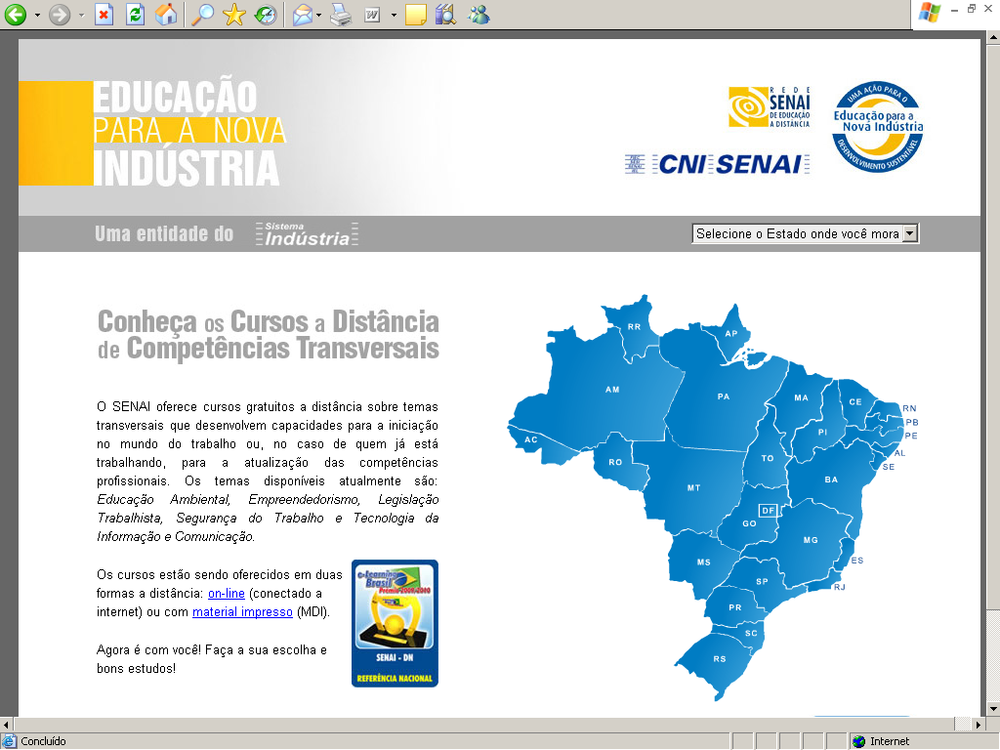 EDUCAÇÃO
PARA A NOVA
INDÚSTRIA
REDE
SENAI
DE EDUCAÇÃO
A DISTÂNCIA
CNI SENAI
UMA AÇÃO PARA O
Educação para a
Nova Indústria
DESENVOLVIMENTO SUSTENTÁVEL
Uma entidade do
Sistema
Indústria
Selecione o Estado onde você mora
Conheça os Cursos a Distância
de Competências Transversais
O SENAI oferece cursos gratuitos a distância sobre temas
transversais que desenvolvem capacidades para a iniciação
no mundo do trabalho ou, no caso de quem já está
trabalhando, para a atualização das competências
profissionais. Os temas disponíveis atualmente são:
Educação Ambiental, Empreendedorismo, Legislação
Trabalhista, Segurança do Trabalho e Tecnologia da
Informação e Comunicação.
Os cursos estão sendo oferecidos em duas
formas a distância: on-line (conectado a
internet) ou com material impresso (MDI).
Agora é com você! Faça a sua escolha e
bons estudos!
e-Learning
Brasil
Prêmio 2009/2010
SENAI - DN
REFERÊNCIA NACIONAL
RR
AP
AM
PA
MA
CE
RN
PB
PE
PI
AL
SE
AC
RO
TO
MT
BA
DF
GO
MG
MS
ES
SP
RJ
PR
SC
RS
Concluído
Internet